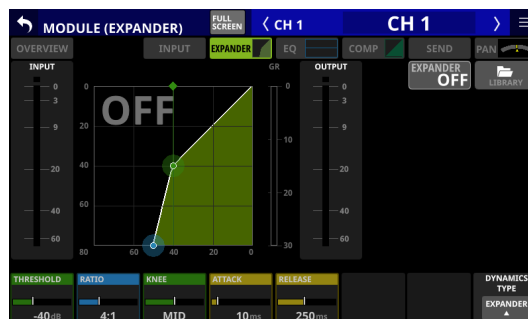 MODULE (EXPANDER)
FULL
SCREEN
CH 1
CH 1
OVERVIEW
INPUT
EXPANDER
EQ
COMP
SEND
PAN
INPUT
GR
OUTPUT
EXPANDER
OFF
LIBRARY
OFF
0
3
9
20
40
60
0
20
40
60
80
60
40
20
0
0
10
20
30
0
3
9
20
40
60
THRESHOLD
RATIO
KNEE
ATTACK
RELEASE
DYNAMICS
TYPE
-40dB
4:1
MID
10ms
250ms
EXPANDER